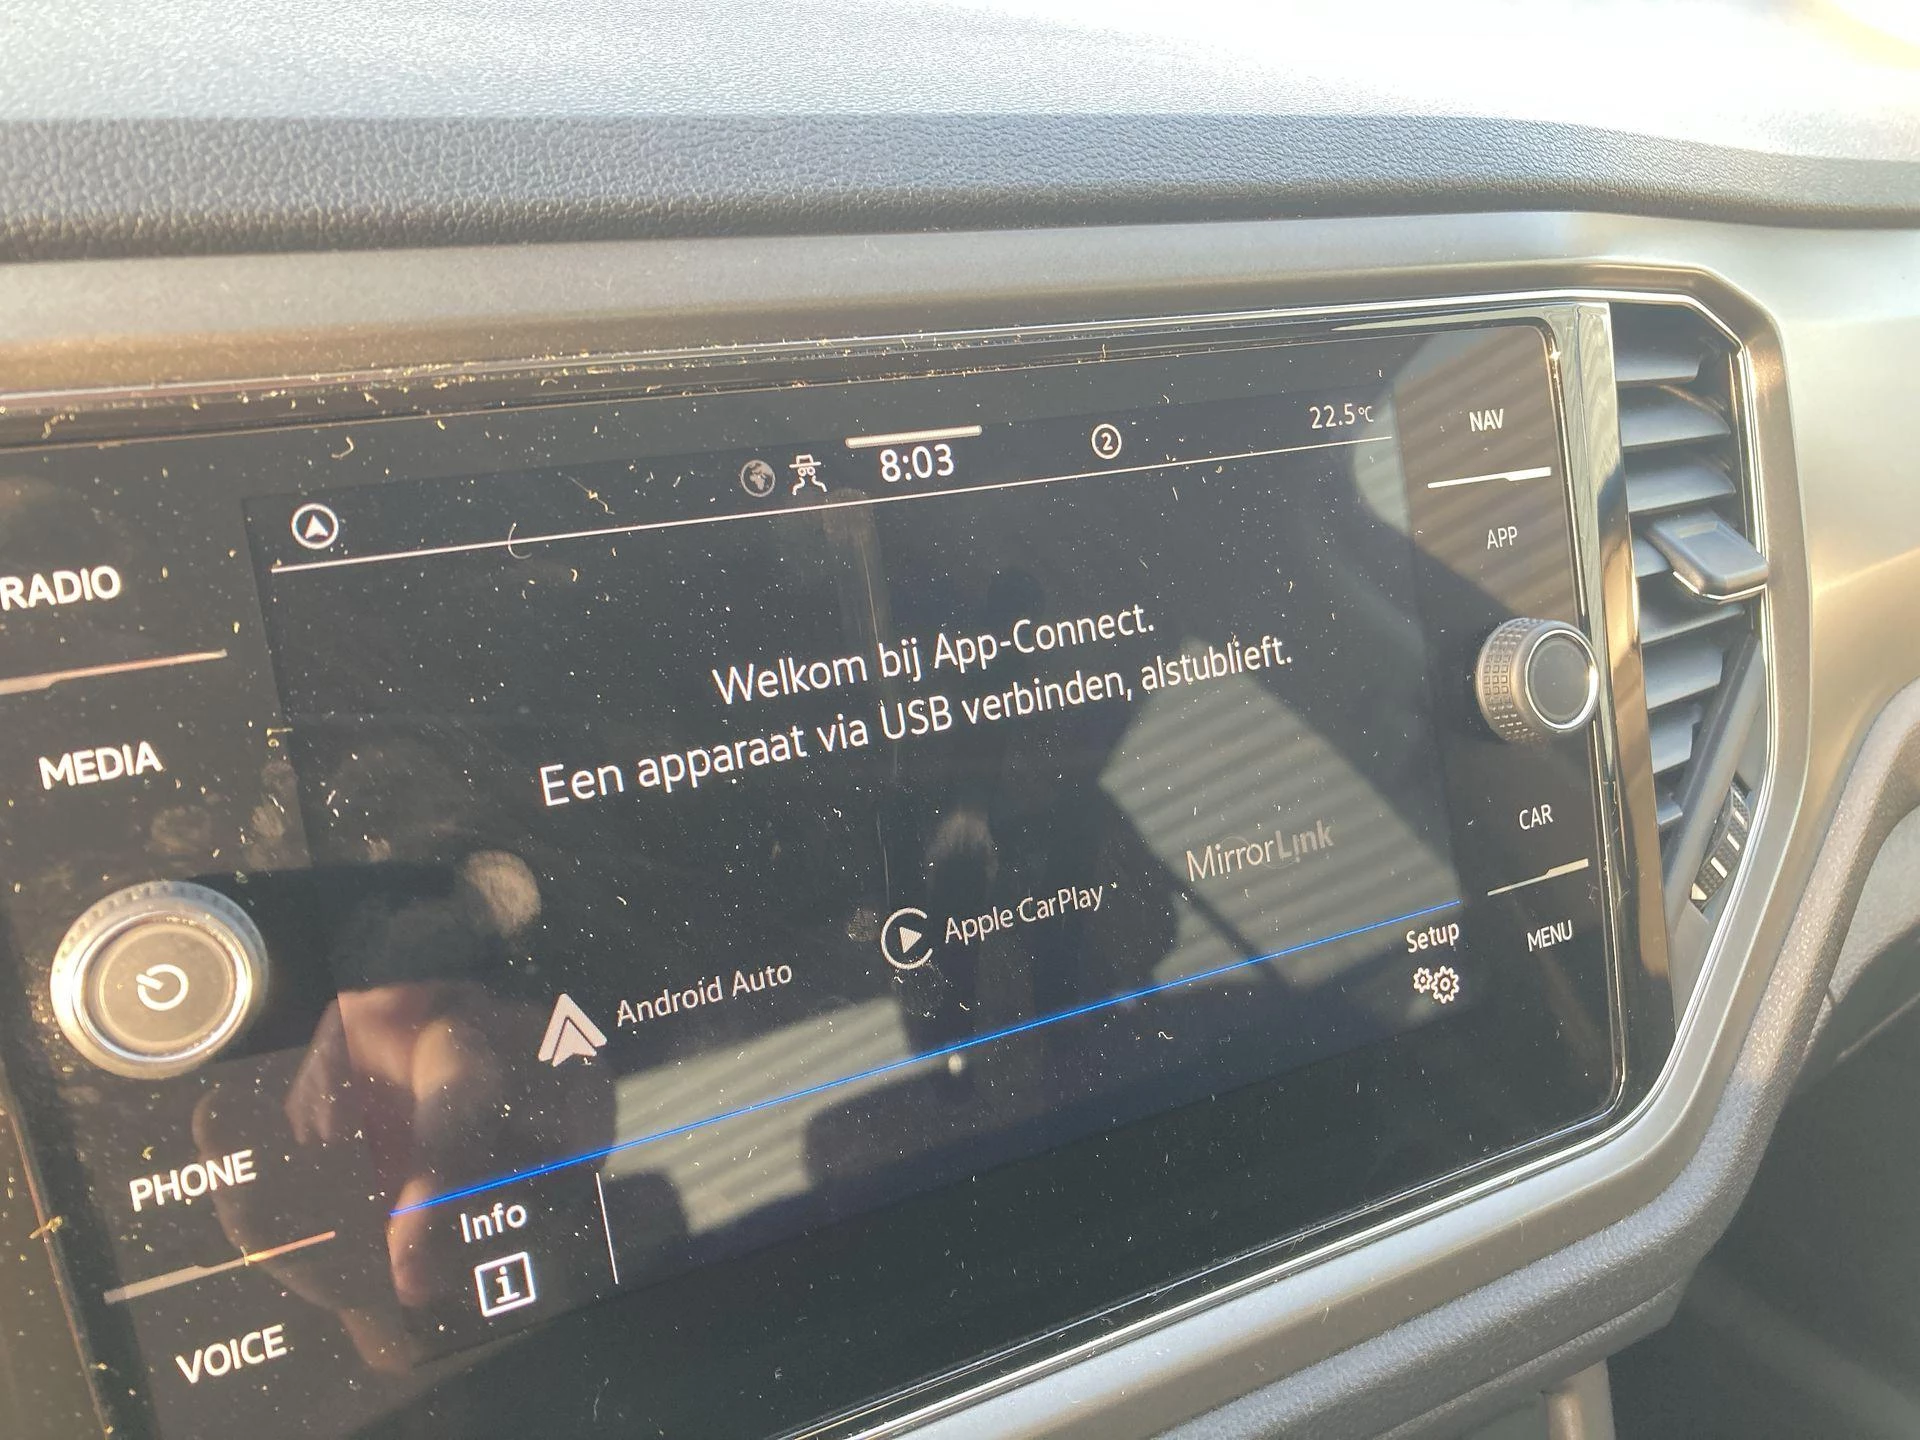 8:03
2
22.5°C
RADIO
MEDIA
PHONE
VOICE
Welkom bij App-Connect.
Een apparaat via USB verbinden, alstublieft.
Android Auto
Apple CarPlay
MirrorLink
Info
i
Setup
NAV
APP
CAR
MENU